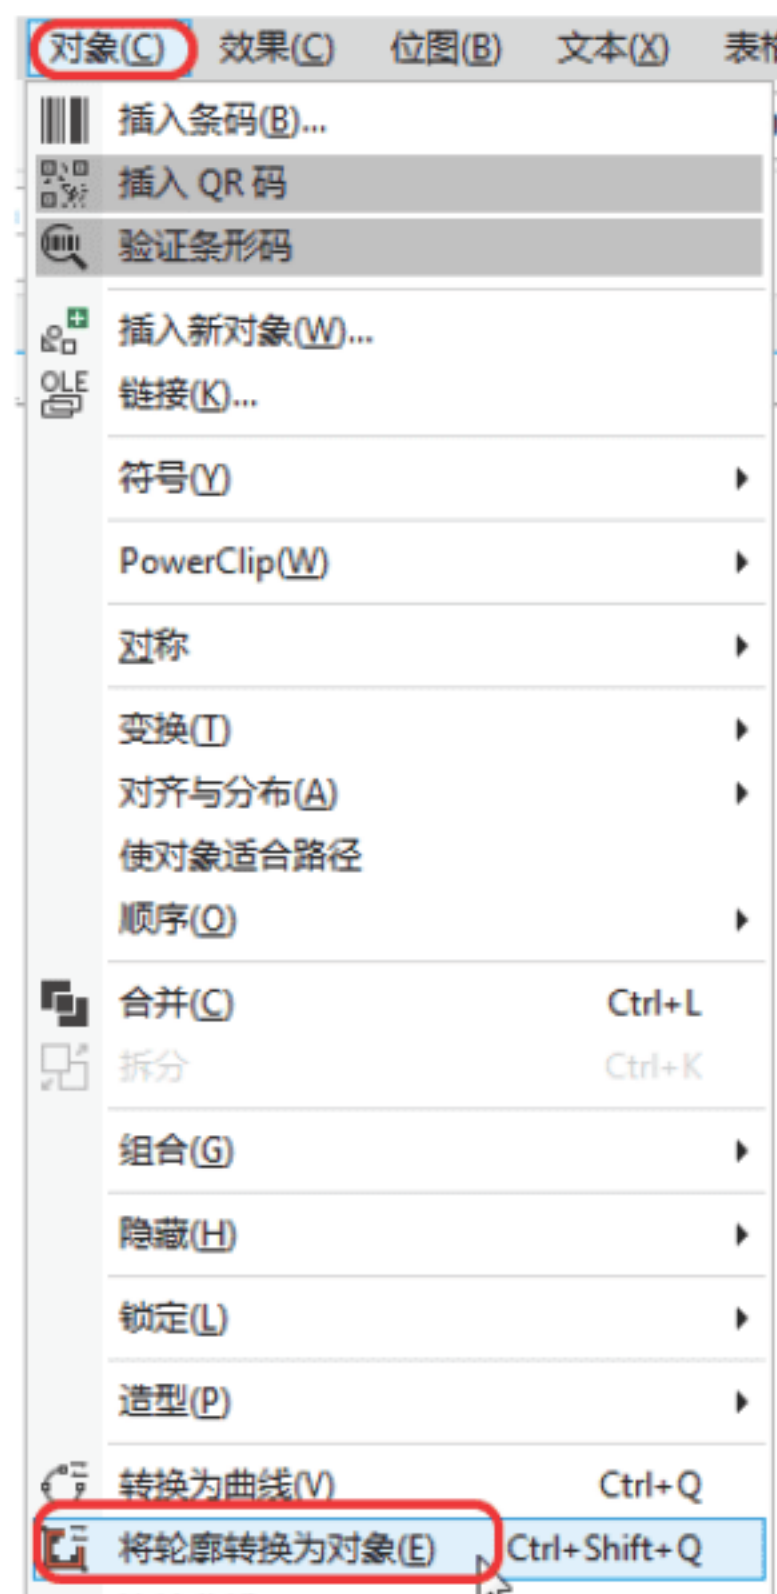 对象(C) 效果(C) 位图(B) 文本(X) 表
插入条码(B)...
插入 QR 码
验证条形码
插入新对象(W)...
OLE 链接(K)...
符号(Y)
PowerClip(W)
对称
变换(T)
对齐与分布(A)
使对象适合路径
顺序(O)
合并(C) Ctrl+L
拆分 Ctrl+K
组合(G)
隐藏(H)
锁定(L)
造型(P)
转换为曲线(V) Ctrl+Q
将轮廓转换为对象(E) Ctrl+Shift+Q